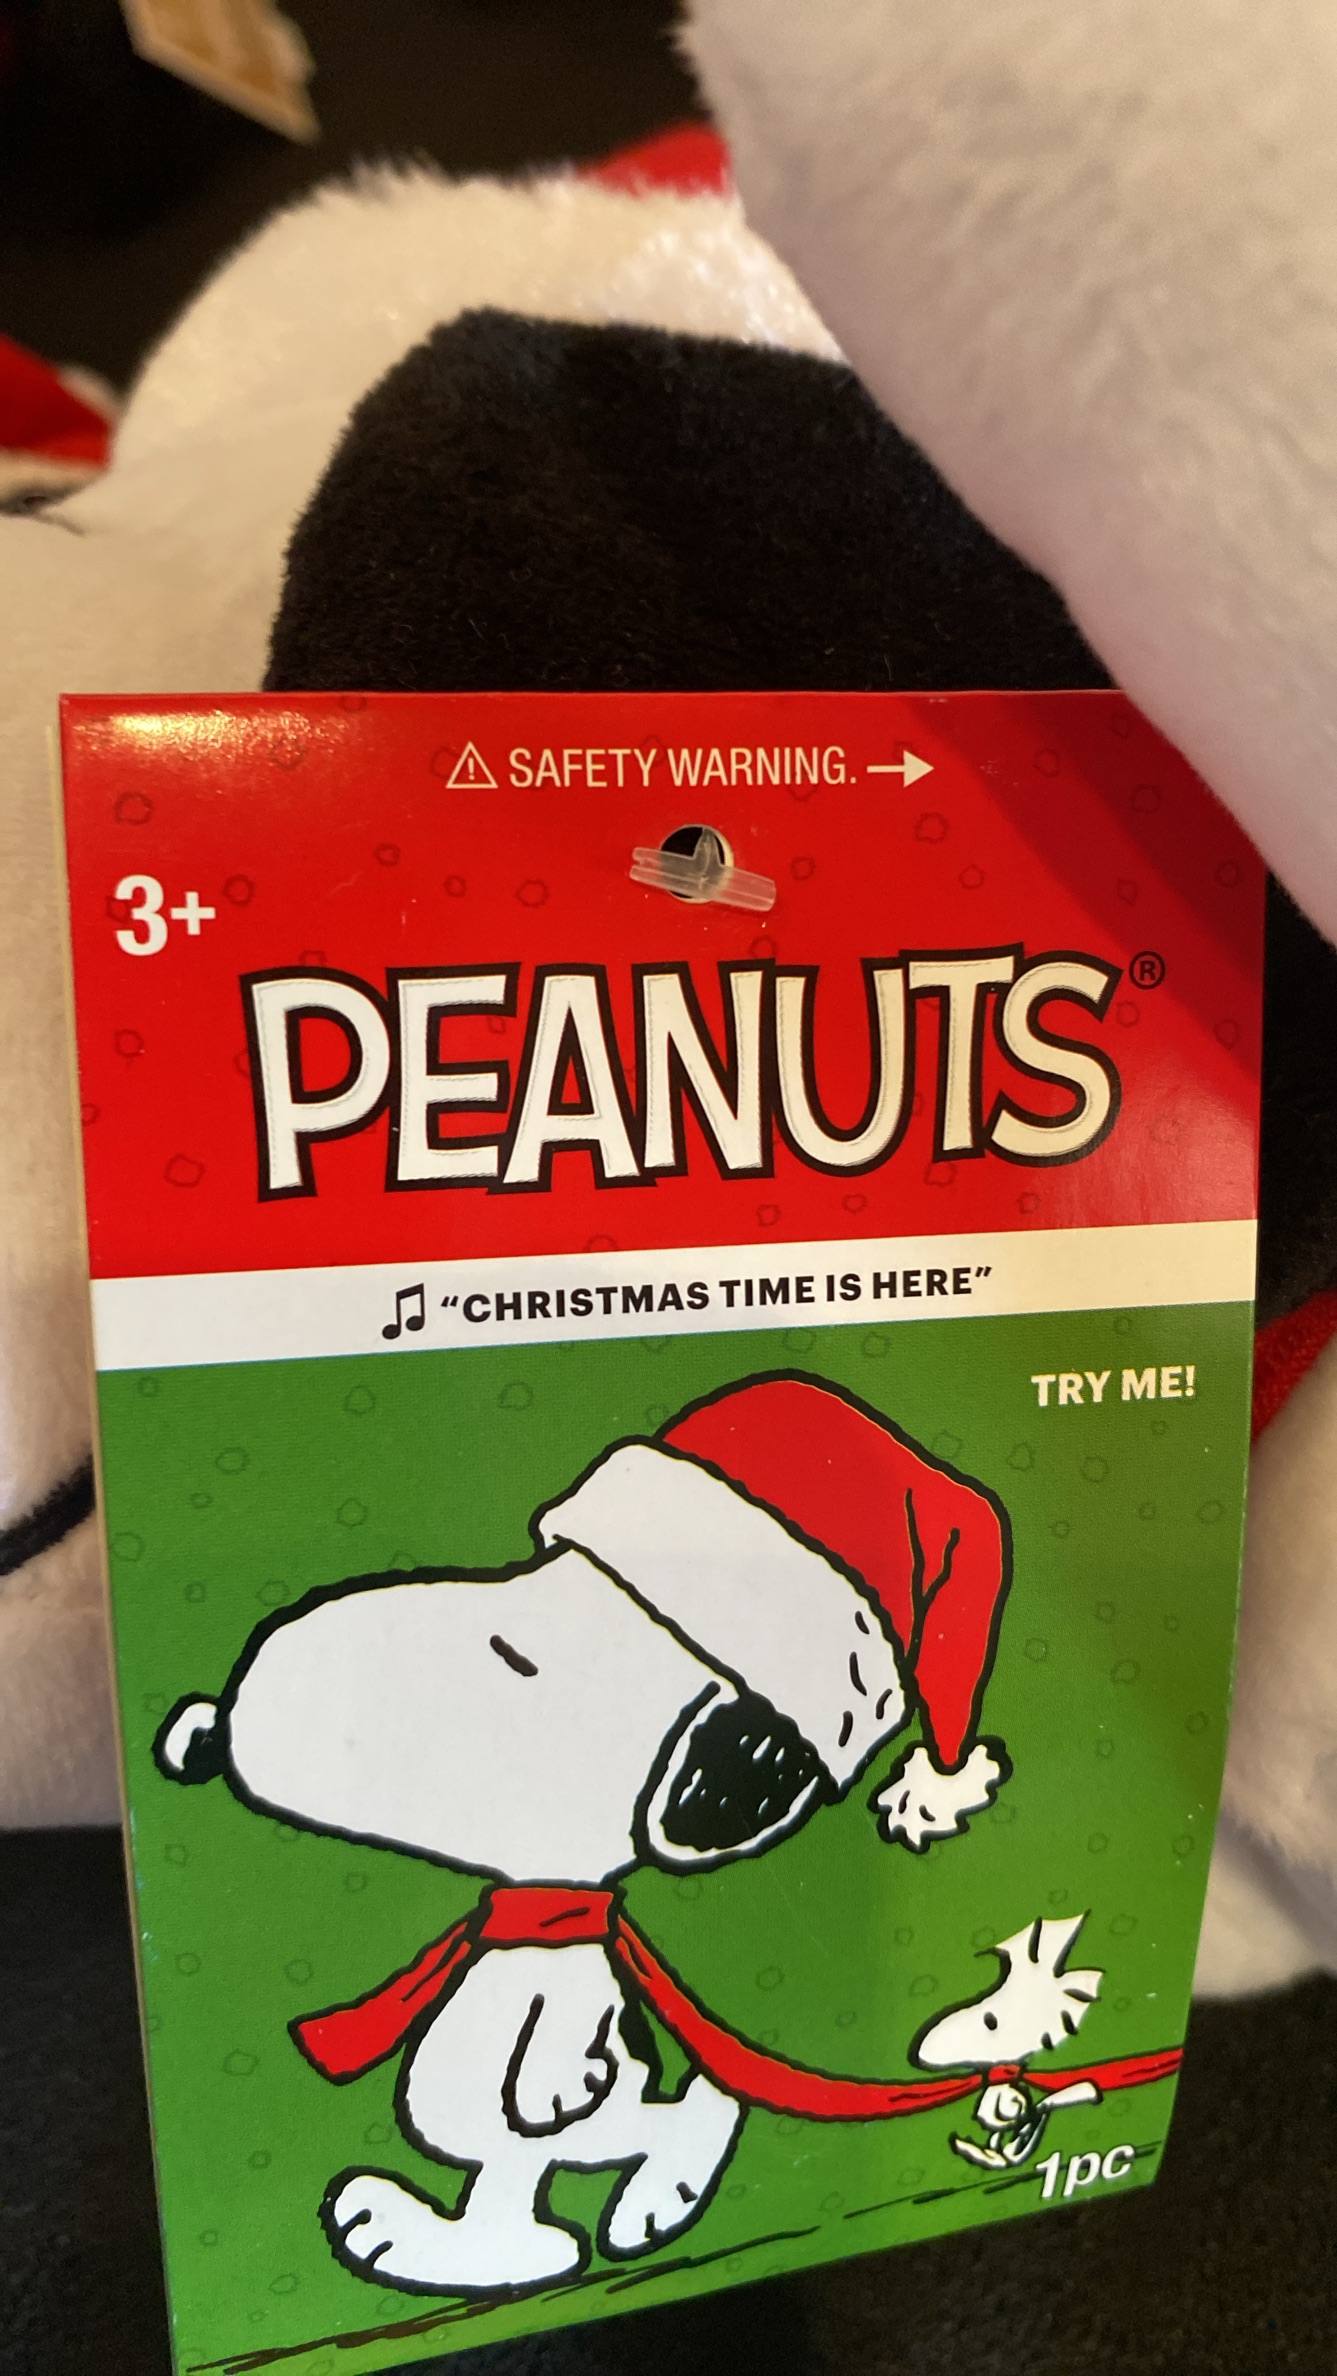 ⚠ SAFETY WARNING. →
3+
PEANUTS®
♫ “CHRISTMAS TIME IS HERE”
TRY ME!
1pc